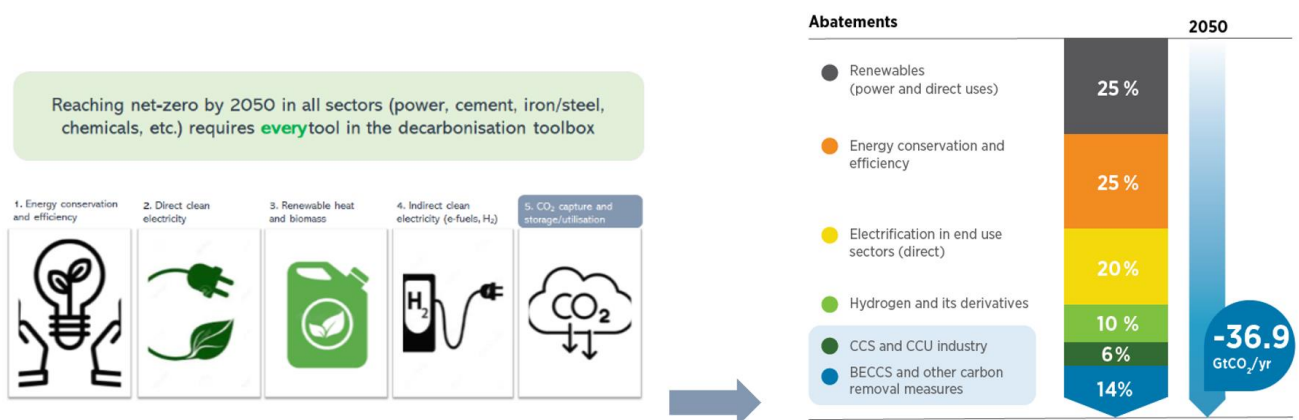 Reaching net-zero by 2050 in all sectors (power, cement, iron/steel,
chemicals, etc.) requires everytool in the decarbonisation toolbox
1. Energy conservation
and efficiency
2. Direct clean
electricity
3. Renewable heat
and biomass
4. Indirect clean
electricity (e-fuels, H₂)
5. CO₂ capture and
storage/utilisation
H₂
CO₂
Abatements
2050
Renewables
(power and direct uses)
25 %
Energy conservation and
efficiency
25 %
Electrification in end use
sectors (direct)
20 %
Hydrogen and its derivatives
10 %
CCS and CCU industry
6%
BECCS and other carbon
removal measures
14%
-36.9
GtCO₂/yr